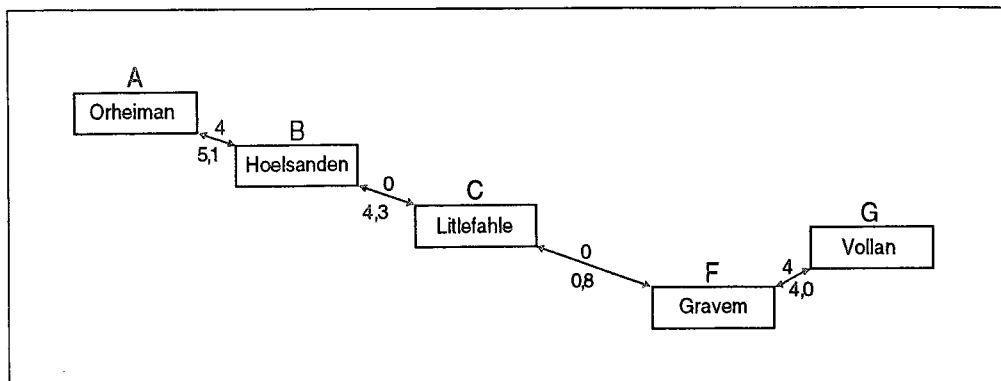 A
Orheiman
4
5,1
B
Hoelsanden
0
4,3
C
Litlefahle
0
0,8
F
Gravem
4
4,0
G
Vollan